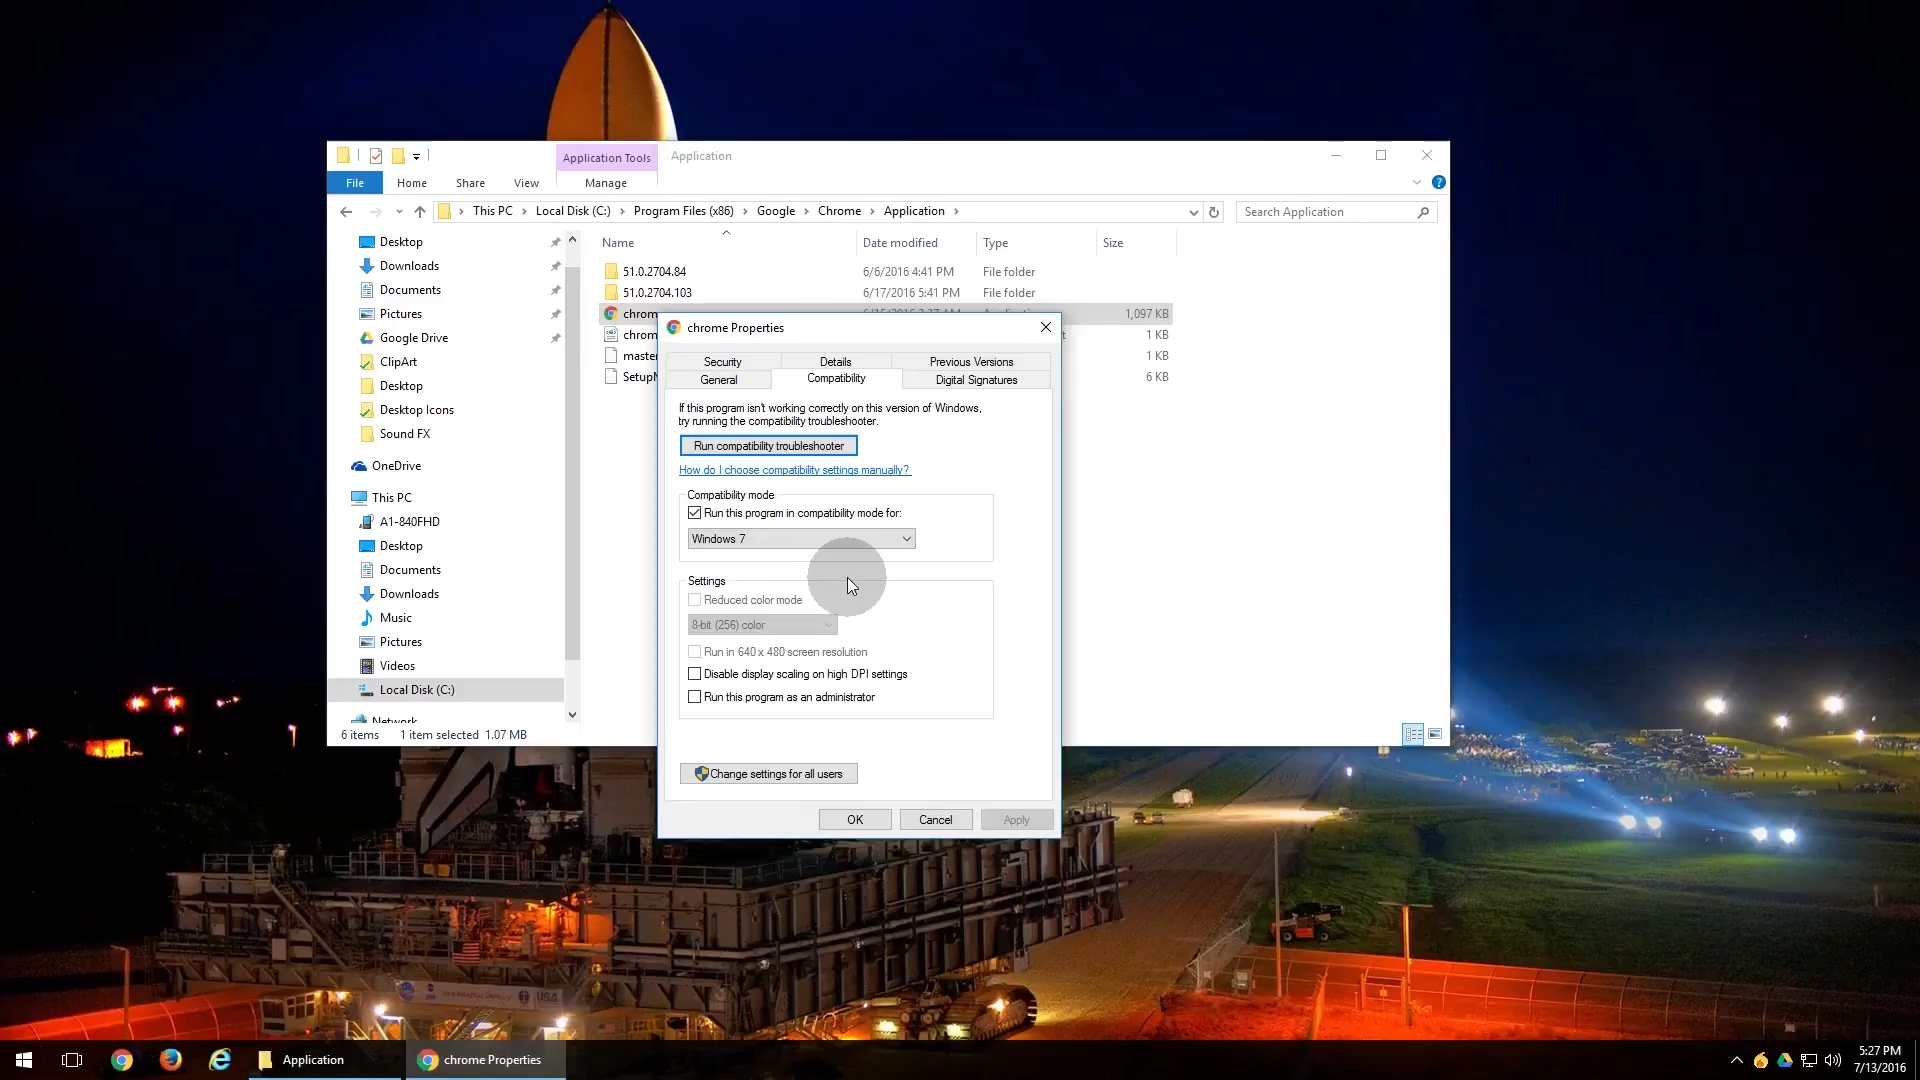 Application Tools
Application
File
Home
Share
View
Manage
This PC
Local Disk (C:)
Program Files (x86)
Google
Chrome
Application
Search Application
Desktop
Downloads
Documents
Pictures
Google Drive
ClipArt
Desktop
Desktop Icons
Sound FX
OneDrive
This PC
A1-840FHD
Desktop
Documents
Downloads
Music
Pictures
Videos
Local Disk (C:)
Network
6 items 1 item selected 1.07 MB
Name Date modified Type Size
51.0.2704.84 6/6/2016 4:41 PM File folder
51.0.2704.103 6/17/2016 5:41 PM File folder
chrom 1,097 KB
chrom 1 KB
master 1 KB
6 KB
chrome Properties
Security Details Previous Versions
General Compatibility Digital Signatures
If this program isn't working correctly on this version of Windows,
try running the compatibility troubleshooter.
Run compatibility troubleshooter
How do I choose compatibility settings manually?
Compatibility mode
Run this program in compatibility mode for:
Windows 7
Settings
Reduced color mode
8-bit (256) color
Run in 640 x 480 screen resolution
Disable display scaling on high DPI settings
Run this program as an administrator
Change settings for all users
OK Cancel Apply
USA
Application
chrome Properties
5:27 PM
7/13/2016